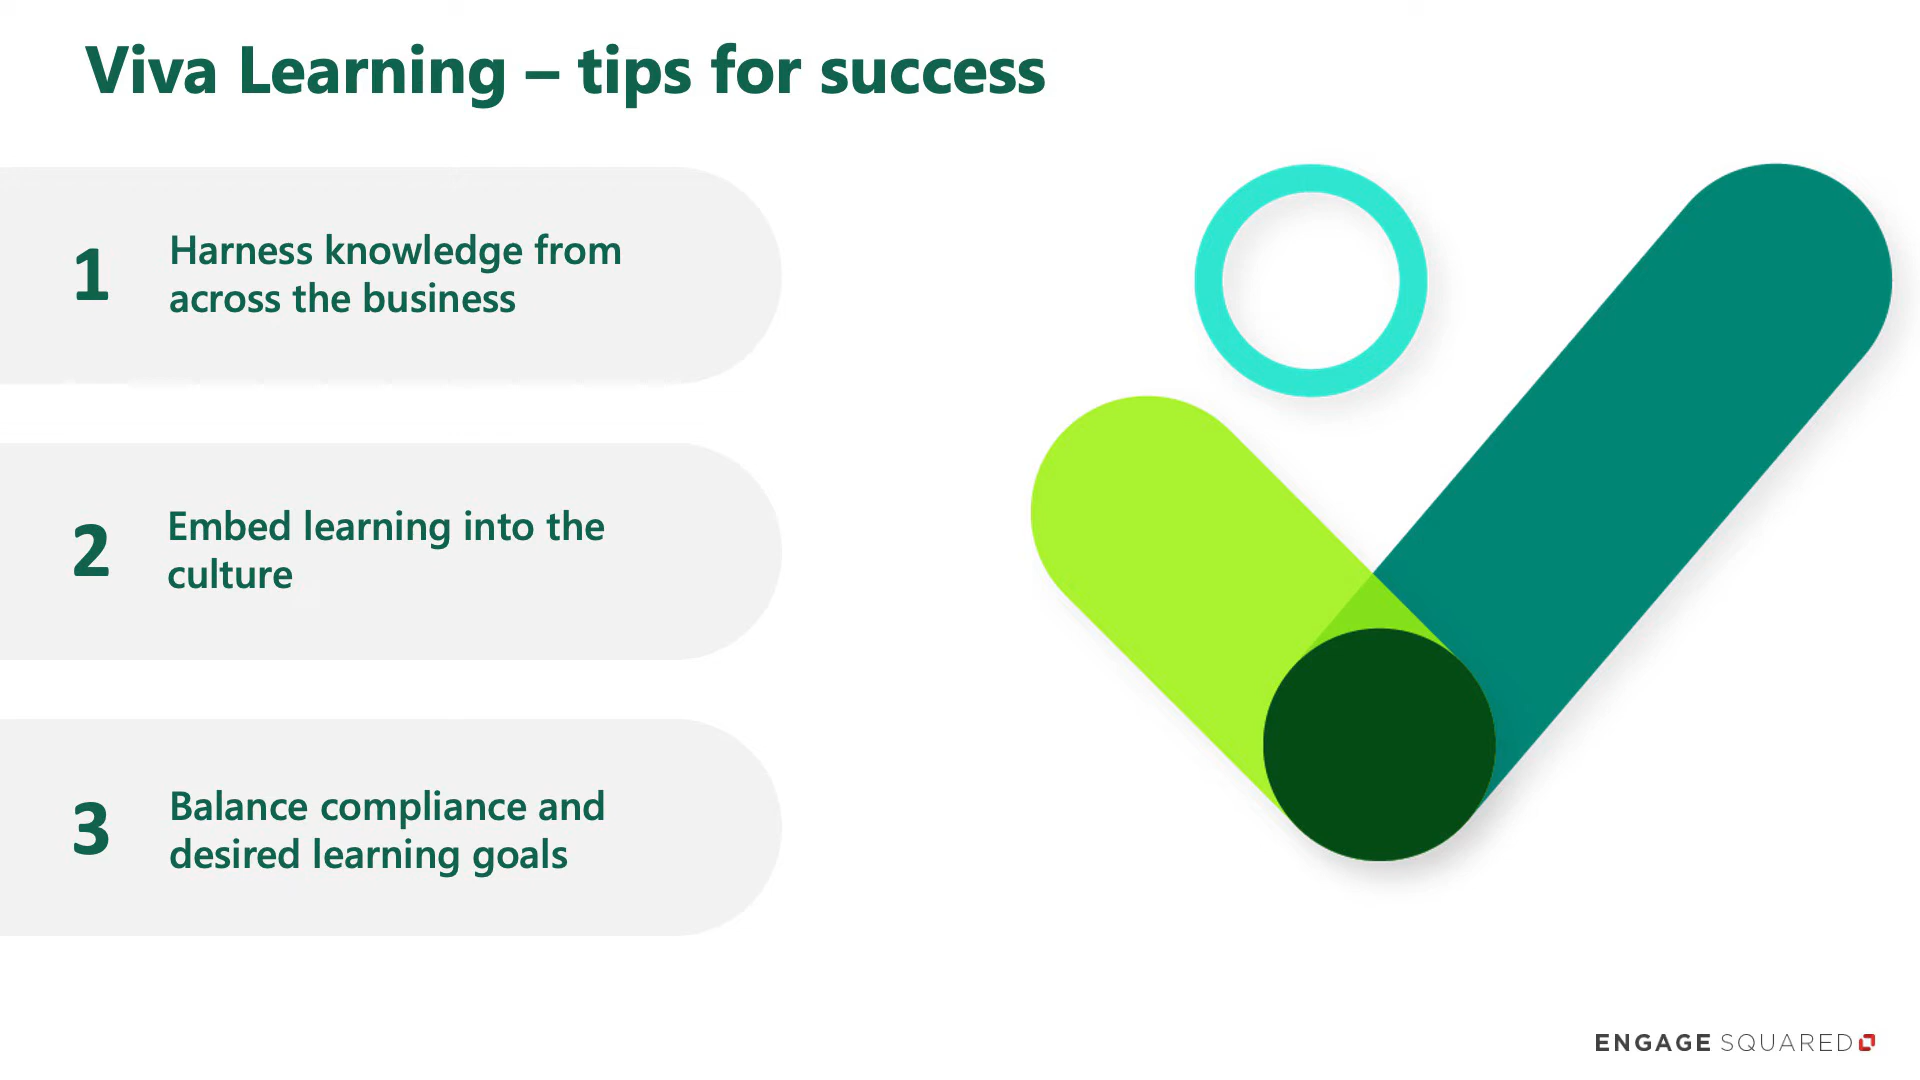 Viva Learning – tips for success
1
Harness knowledge from
across the business
2
Embed learning into the
culture
3
Balance compliance and
desired learning goals
ENGAGE SQUARED